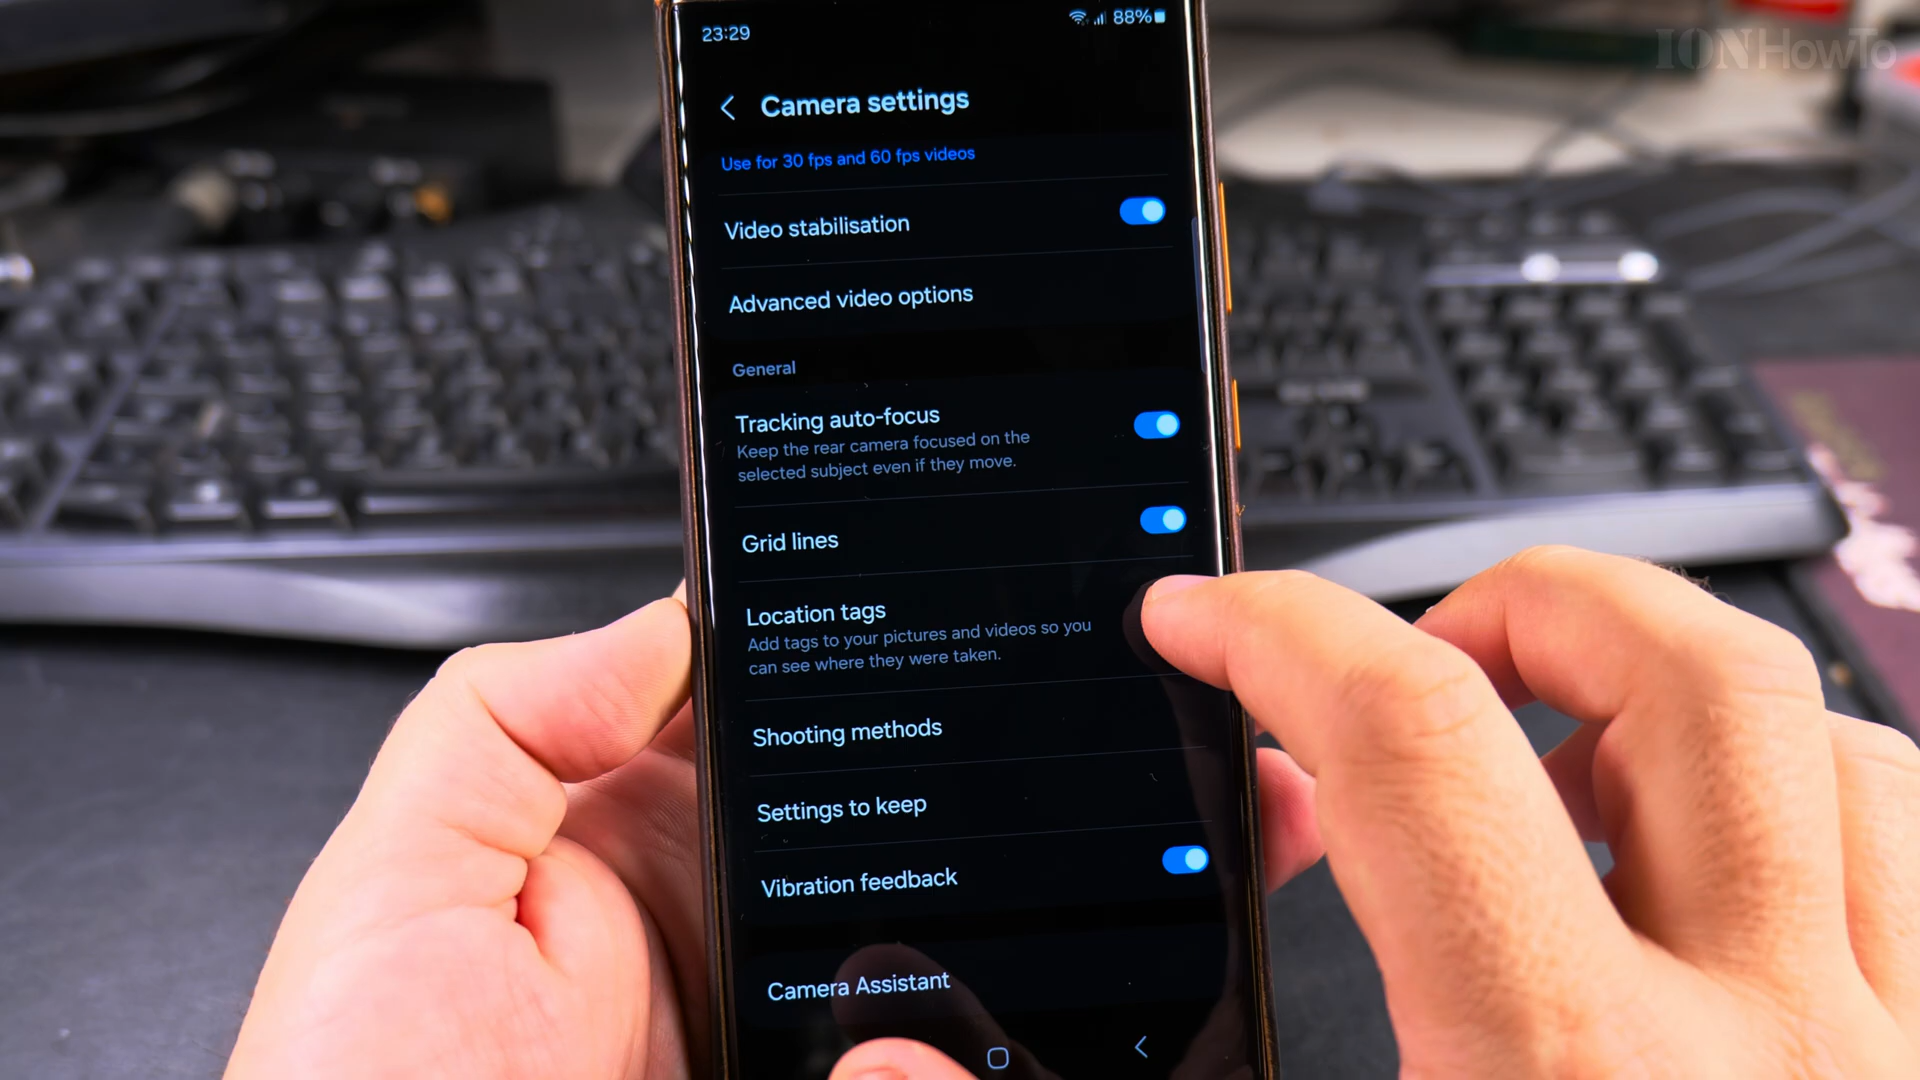 IONHowTo
23:29
88%
Camera settings
Use for 30 fps and 60 fps videos
Video stabilisation
Advanced video options
General
Tracking auto-focus
Keep the rear camera focused on the
selected subject even if they move.
Grid lines
Location tags
Add tags to your pictures and videos so you
can see where they were taken.
Shooting methods
Settings to keep
Vibration feedback
Camera Assistant